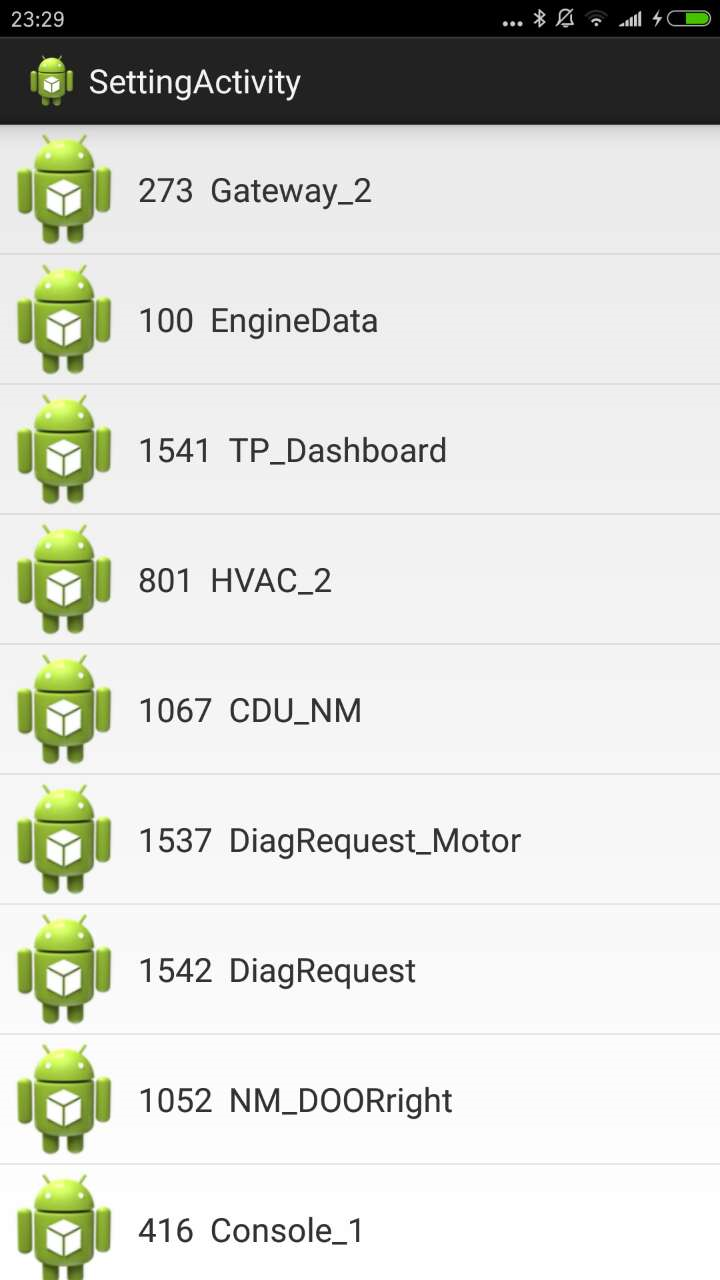 23:29
SettingActivity
273 Gateway_2
100 EngineData
1541 TP_Dashboard
801 HVAC_2
1067 CDU_NM
1537 DiagRequest_Motor
1542 DiagRequest
1052 NM_DOORright
416 Console_1